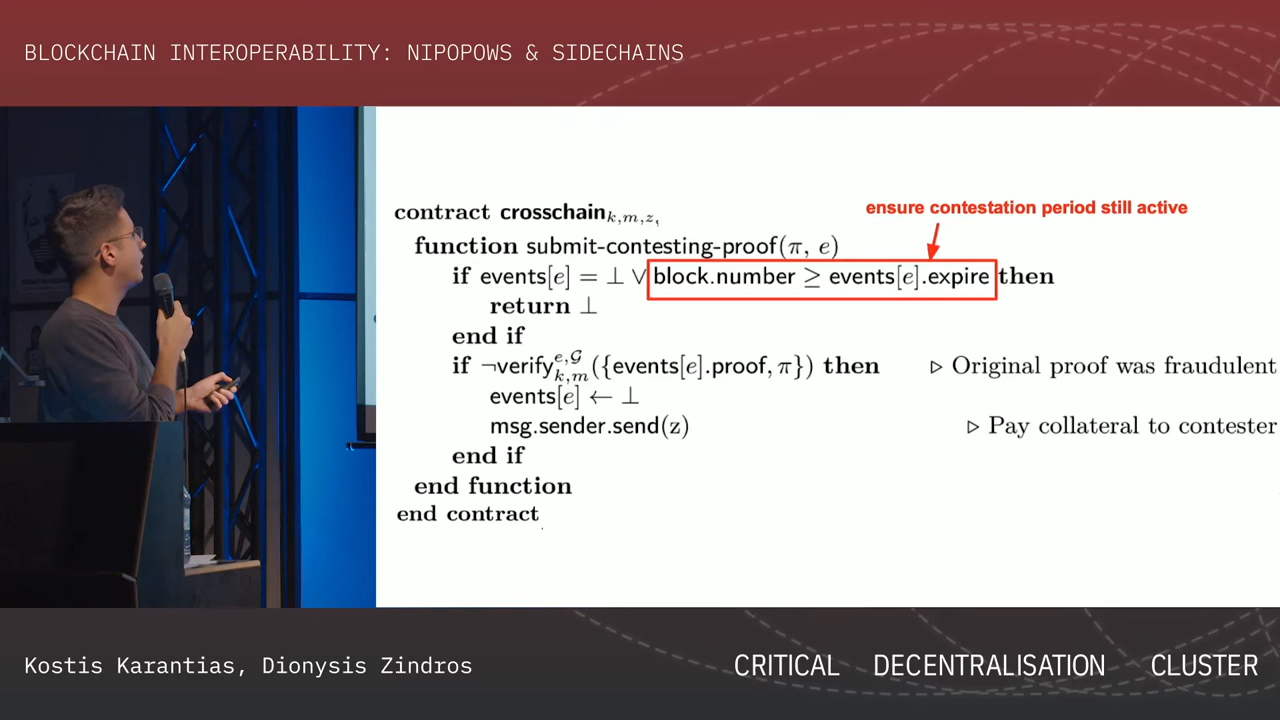 BLOCKCHAIN INTEROPERABILITY: NIPOPOWS & SIDECHAINS
ensure contestation period still active
contract crosschain_{k,m,z}
function submit-contesting-proof(π, e)
if events[e] = ⊥ ∨ block.number ≥ events[e].expire then
return ⊥
end if
if ¬verify_{k,m}^{e,𝒢}({events[e].proof, π}) then ▷ Original proof was fraudulent
events[e] ← ⊥
msg.sender.send(z) ▷ Pay collateral to contester
end if
end function
end contract
Kostis Karantias, Dionysis Zindros
CRITICAL DECENTRALISATION CLUSTER